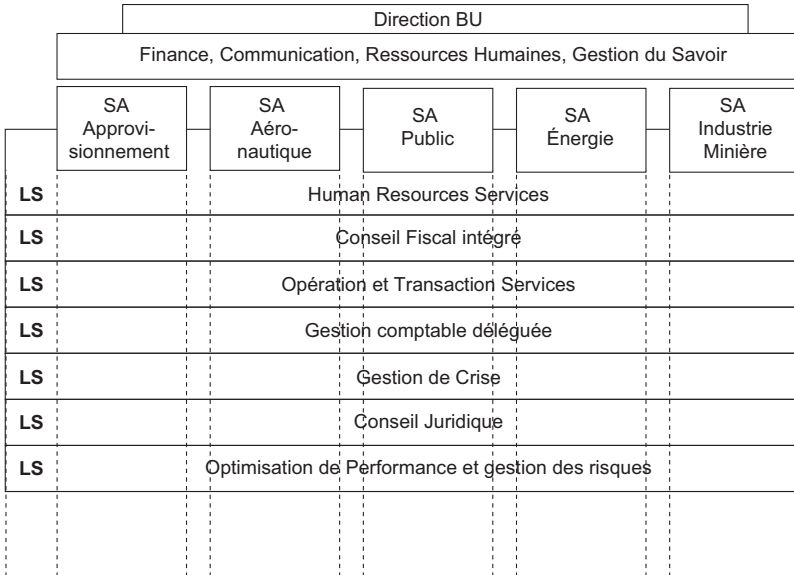 Direction BU
Finance, Communication, Ressources Humaines, Gestion du Savoir
SA
Approvi-
sionnement
SA
Aéro-
nautique
SA
Public
SA
Énergie
SA
Industrie
Minière
LS Human Resources Services
LS Conseil Fiscal intégré
LS Opération et Transaction Services
LS Gestion comptable déléguée
LS Gestion de Crise
LS Conseil Juridique
LS Optimisation de Performance et gestion des risques